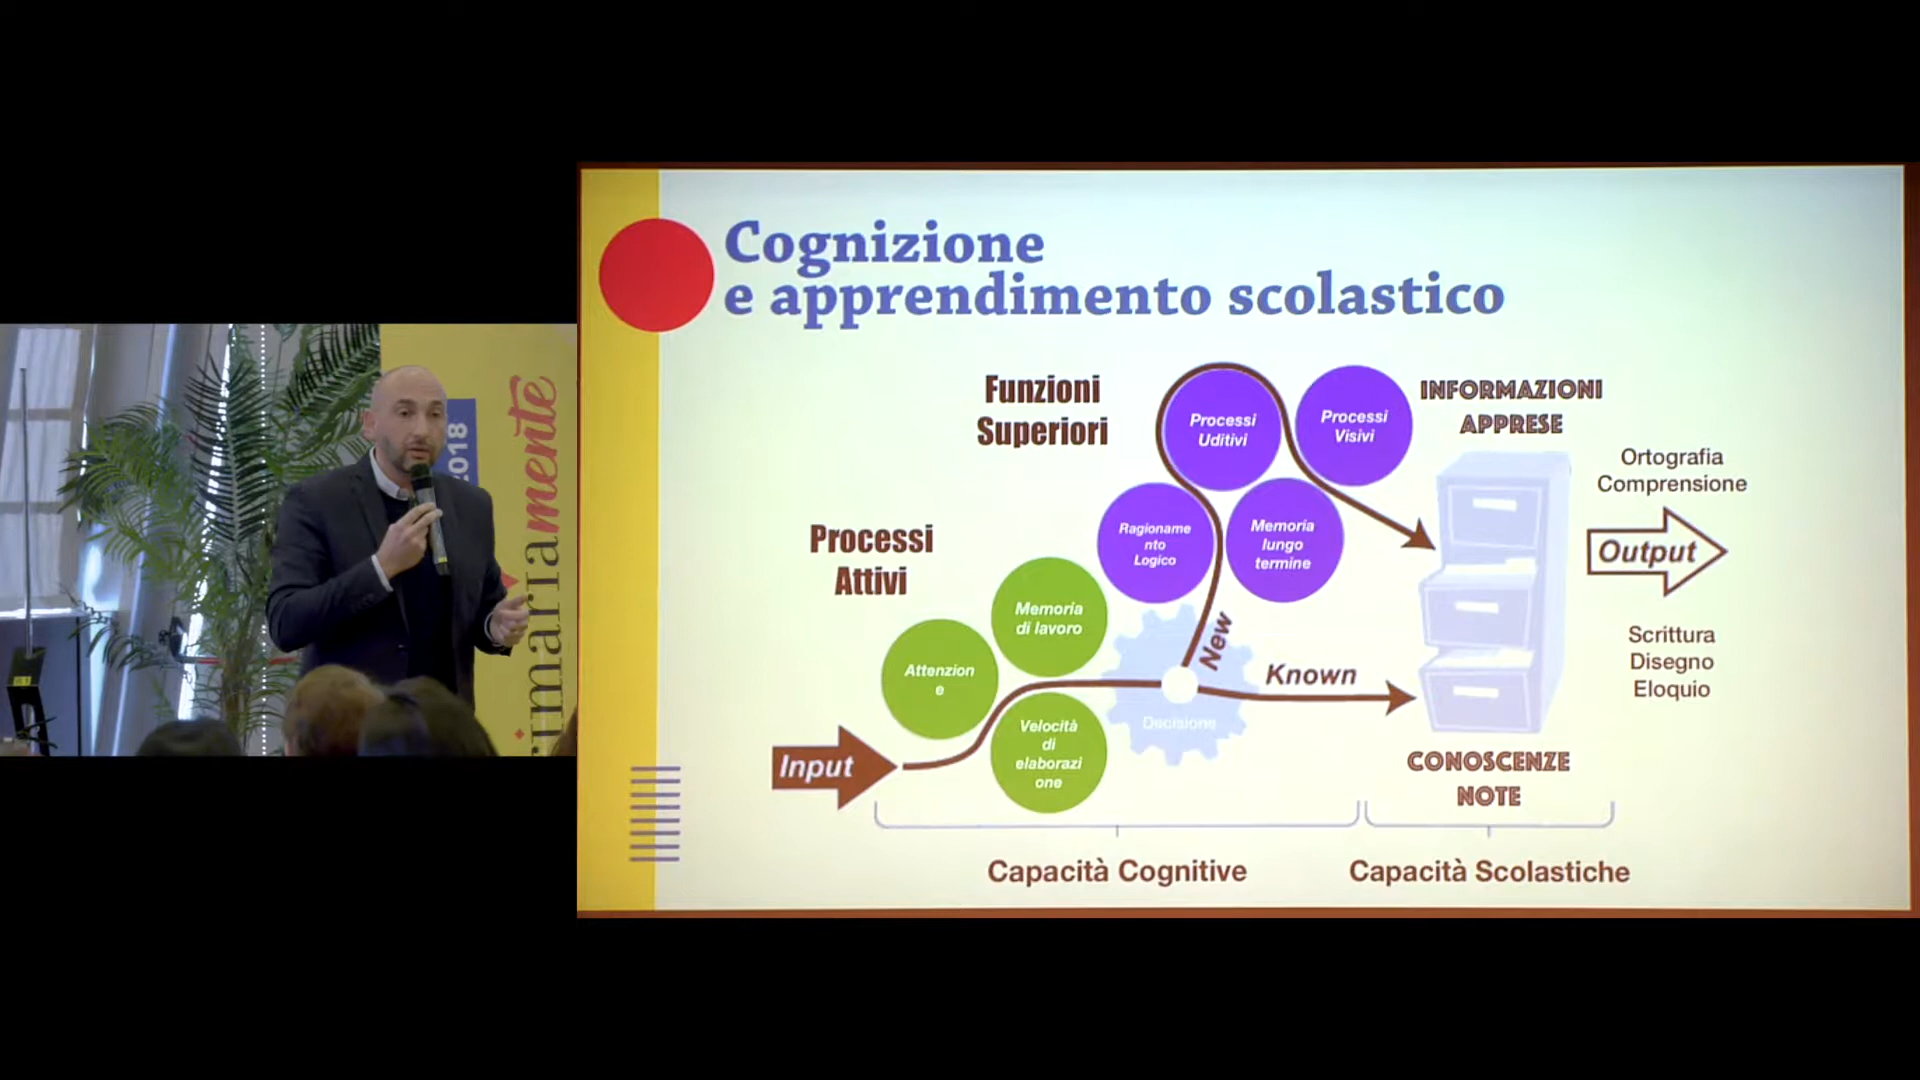 Cognizione
e apprendimento scolastico
Funzioni
Superiori
Processi
Uditivi
Processi
Visivi
INFORMAZIONI
APPRESE
Ortografia
Comprensione
Output
Scrittura
Disegno
Eloquio
Processi
Attivi
Ragioname
nto
Logico
Memoria
lungo
termine
Memoria
di lavoro
Attenzion
e
Velocità
di
elaborazi
one
New
Known
Decisione
Input
CONOSCENZE
NOTE
Capacità Cognitive
Capacità Scolastiche
2018
imariamente